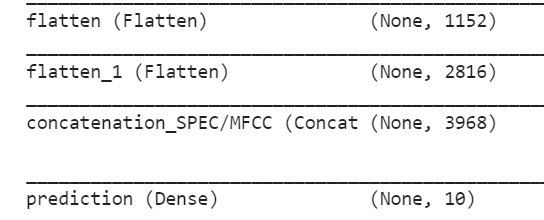 flatten (Flatten) (None, 1152)
flatten_1 (Flatten) (None, 2816)
concatenation_SPEC/MFCC (Concat (None, 3968)
prediction (Dense) (None, 10)